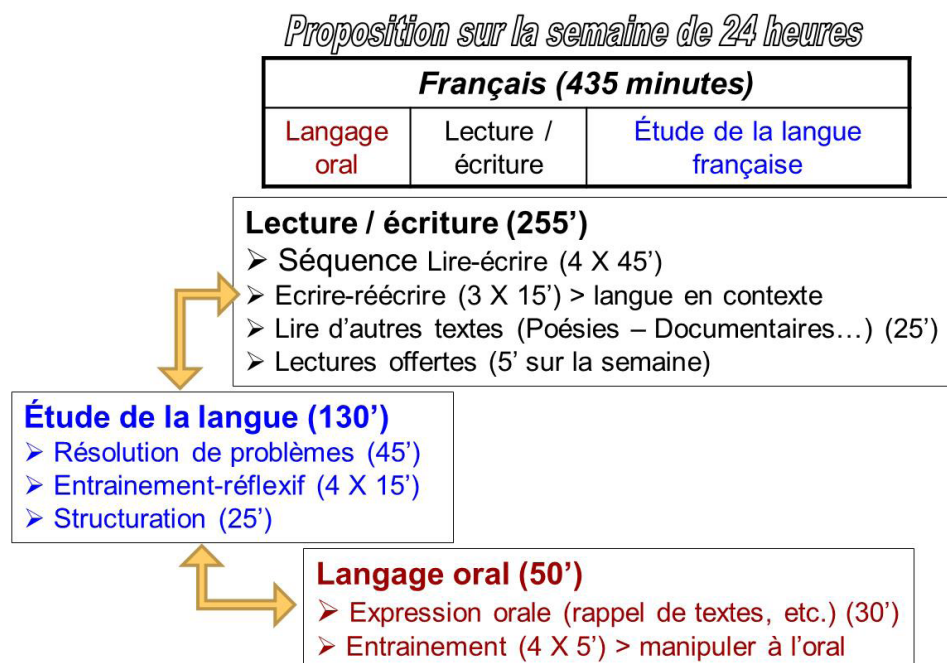 Proposition sur la semaine de 24 heures
Français (435 minutes)
Langage oral
Lecture / écriture
Étude de la langue française
Lecture / écriture (255’)
➢ Séquence Lire-écrire (4 X 45’)
➢ Ecrire-réécrire (3 X 15’) > langue en contexte
➢ Lire d’autres textes (Poésies – Documentaires…) (25’)
➢ Lectures offertes (5’ sur la semaine)
Étude de la langue (130’)
➢ Résolution de problèmes (45’)
➢ Entrainement-réflexif (4 X 15’)
➢ Structuration (25’)
Langage oral (50’)
➢ Expression orale (rappel de textes, etc.) (30’)
➢ Entrainement (4 X 5’) > manipuler à l’oral